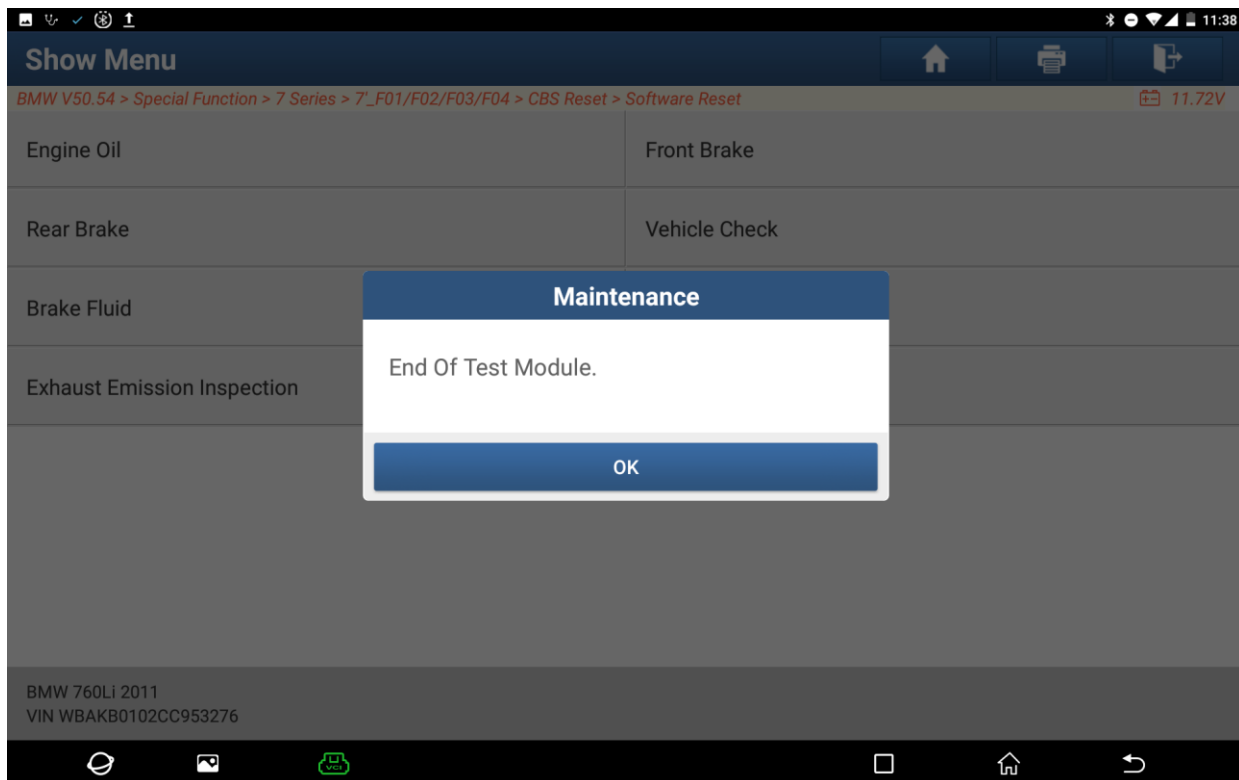 11:38
Show Menu
BMW V50.54 > Special Function > 7 Series > 7'_F01/F02/F03/F04 > CBS Reset > Software Reset
11.72V
Engine Oil
Front Brake
Rear Brake
Vehicle Check
Brake Fluid
Maintenance
End Of Test Module.
Exhaust Emission Inspection
OK
BMW 760Li 2011
VIN WBAKB0102CC953276
VCI